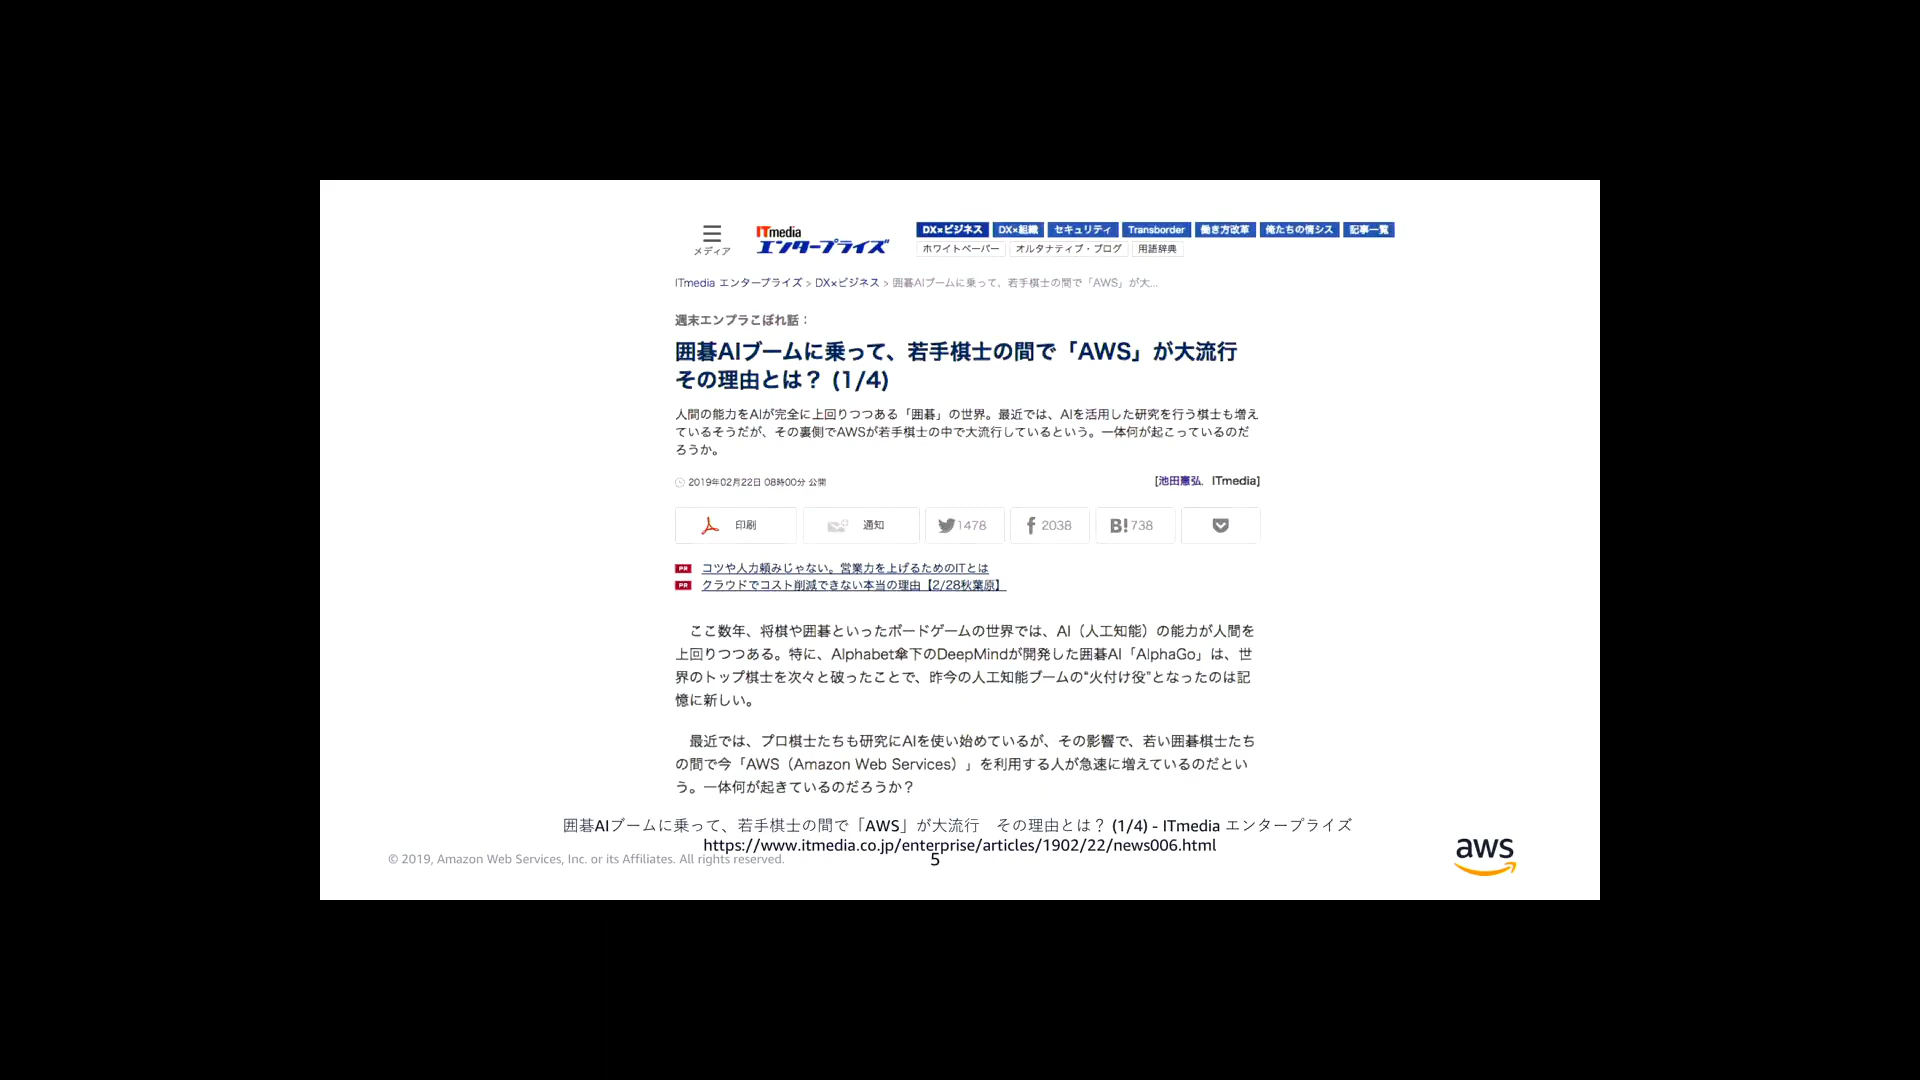 メディア
ITmedia
エンタープライズ
DX×ビジネス DX×組織 セキュリティ Transborder 働き方改革 俺たちの情シス 記事一覧
ホワイトペーパー オルタナティブ・ブログ 用語辞典
ITmedia エンタープライズ > DX×ビジネス > 囲碁AIブームに乗って、若手棋士の間で「AWS」が大...
週末エンプラこぼれ話：
囲碁AIブームに乗って、若手棋士の間で「AWS」が大流行
その理由とは？ (1/4)
人間の能力をAIが完全に上回りつつある「囲碁」の世界。最近では、AIを活用した研究を行う棋士も増え
ているそうだが、その裏側でAWSが若手棋士の中で大流行しているという。一体何が起こっているのだ
ろうか。
2019年02月22日 08時00分 公開
[池田憲弘, ITmedia]
印刷 通知 1478 2038 B! 738
PR コツや人力頼みじゃない。営業力を上げるためのITとは
PR クラウドでコスト削減できない本当の理由【2/28秋葉原】
ここ数年、将棋や囲碁といったボードゲームの世界では、AI（人工知能）の能力が人間を
上回りつつある。特に、Alphabet傘下のDeepMindが開発した囲碁AI「AlphaGo」は、世
界のトップ棋士を次々と破ったことで、昨今の人工知能ブームの“火付け役”となったのは記
憶に新しい。
最近では、プロ棋士たちも研究にAIを使い始めているが、その影響で、若い囲碁棋士たち
の間で今「AWS（Amazon Web Services）」を利用する人が急速に増えているのだとい
う。一体何が起きているのだろうか？
囲碁AIブームに乗って、若手棋士の間で「AWS」が大流行　その理由とは？ (1/4) - ITmedia エンタープライズ
https://www.itmedia.co.jp/enterprise/articles/1902/22/news006.html
© 2019, Amazon Web Services, Inc. or its Affiliates. All rights reserved.
5
aws